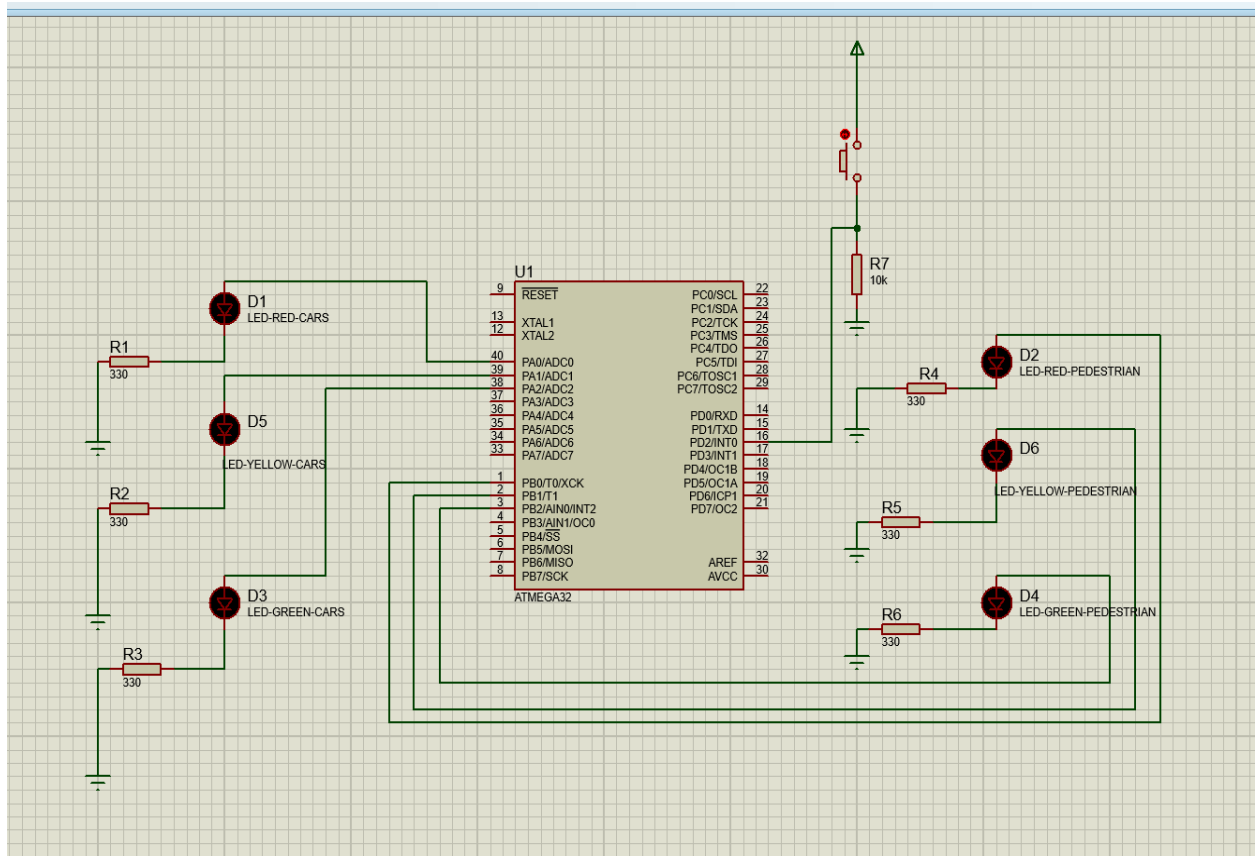 R7
10k
U1
9
RESET
13
XTAL1
12
XTAL2
40
PA0/ADC0
39
PA1/ADC1
38
PA2/ADC2
37
PA3/ADC3
36
PA4/ADC4
35
PA5/ADC5
34
PA6/ADC6
33
PA7/ADC7
1
PB0/T0/XCK
2
PB1/T1
3
PB2/AIN0/INT2
4
PB3/AIN1/OC0
5
PB4/SS
6
PB5/MOSI
7
PB6/MISO
8
PB7/SCK
PC0/SCL
22
PC1/SDA
23
PC2/TCK
24
PC3/TMS
25
PC4/TDO
26
PC5/TDI
27
PC6/TOSC1
28
PC7/TOSC2
29
PD0/RXD
14
PD1/TXD
15
PD2/INT0
16
PD3/INT1
17
PD4/OC1B
18
PD5/OC1A
19
PD6/ICP1
20
PD7/OC2
21
AREF
32
AVCC
30
ATMEGA32
D1
LED-RED-CARS
R1
330
D5
LED-YELLOW-CARS
R2
330
D3
LED-GREEN-CARS
R3
330
D2
LED-RED-PEDESTRIAN
R4
330
D6
LED-YELLOW-PEDESTRIAN
R5
330
D4
LED-GREEN-PEDESTRIAN
R6
330